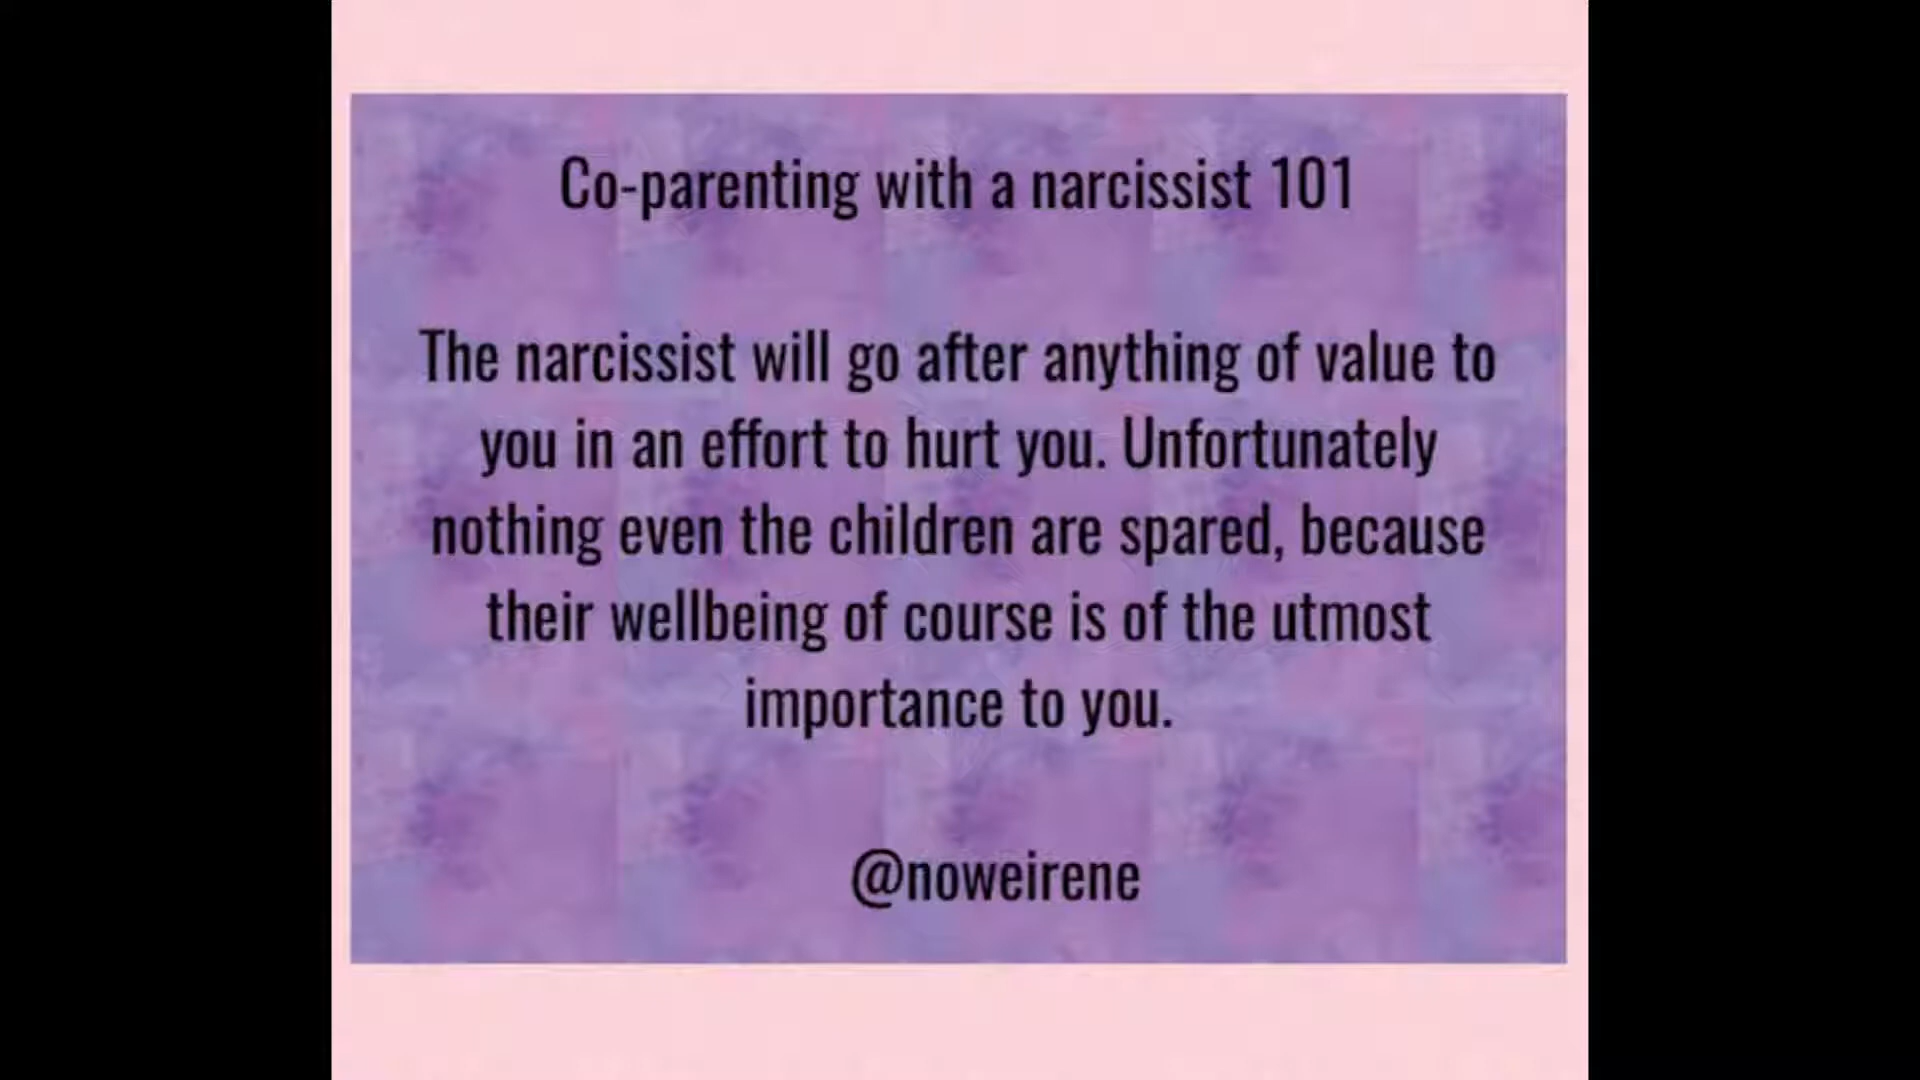 Co-parenting with a narcissist 101
The narcissist will go after anything of value to
you in an effort to hurt you. Unfortunately
nothing even the children are spared, because
their wellbeing of course is of the utmost
importance to you.
@noweirene